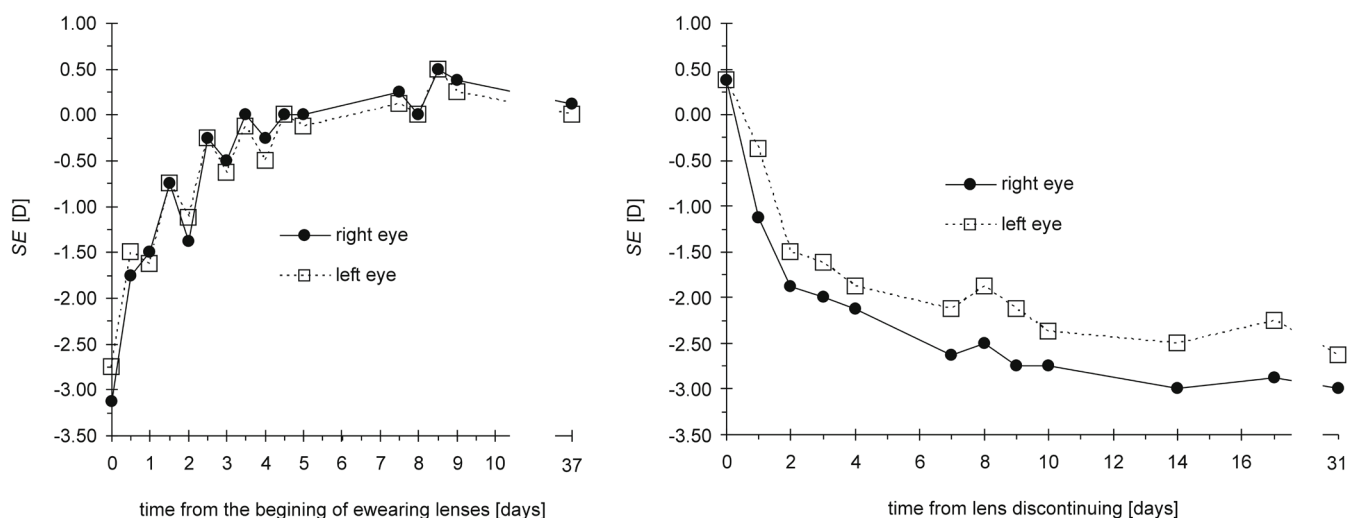 1.00
0.50
0.00
-0.50
-1.00
-1.50
-2.00
-2.50
-3.00
-3.50
SE [D]
right eye
left eye
0 1 2 3 4 5 6 7 8 9 10 37
time from the begining of ewearing lenses [days]
1.00
0.50
0.00
-0.50
-1.00
-1.50
-2.00
-2.50
-3.00
-3.50
SE [D]
right eye
left eye
0 2 4 6 8 10 12 14 16 31
time from lens discontinuing [days]